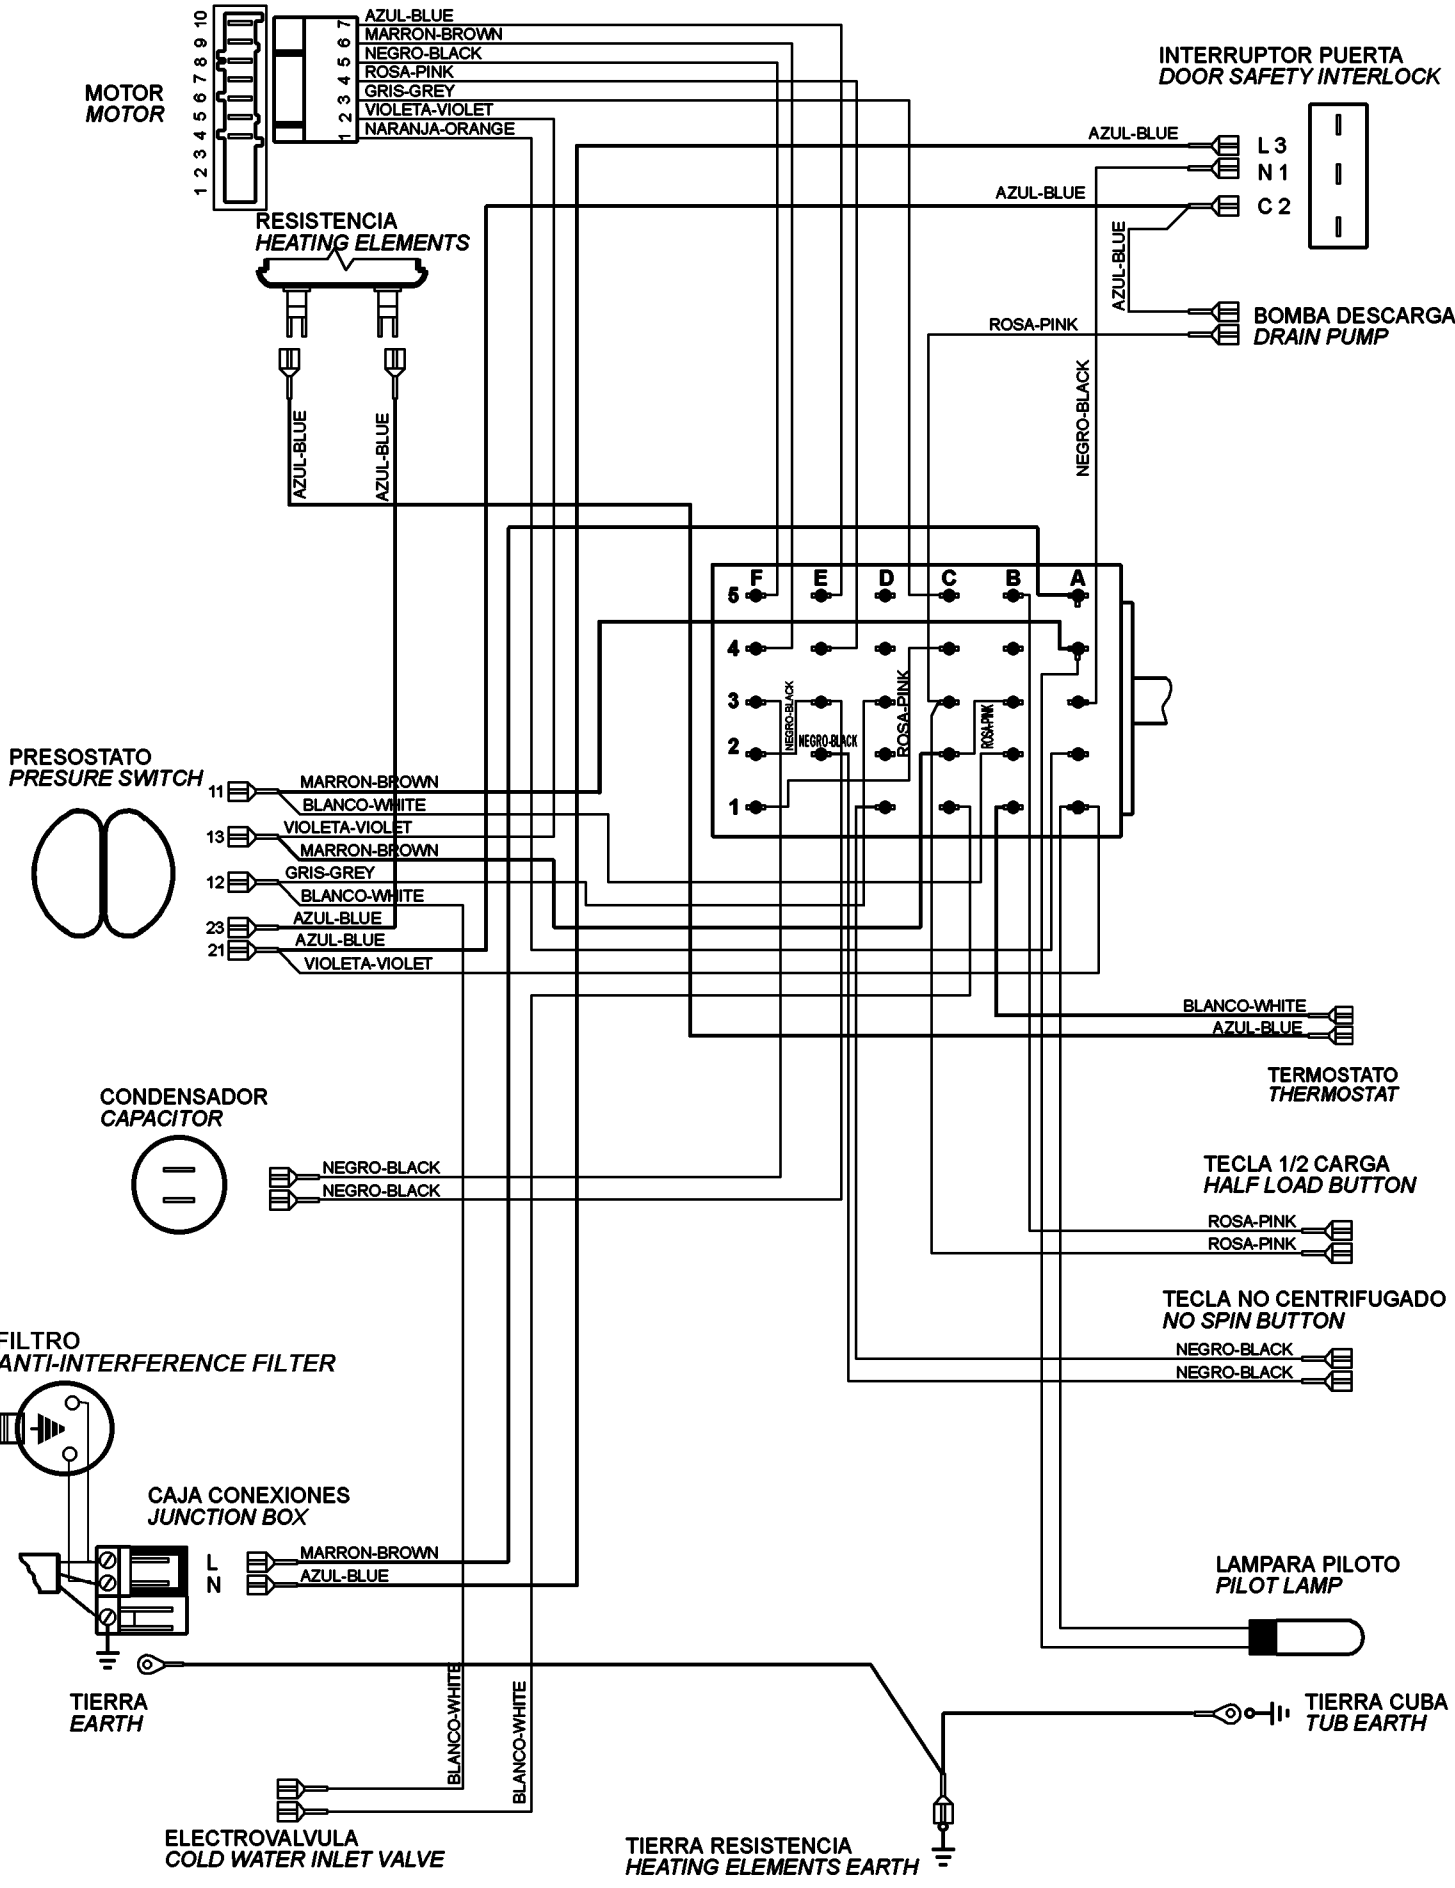 10
9
8
7
6
5
4
3
2
1
MOTOR
MOTOR
7
6
5
4
3
2
1
AZUL-BLUE
MARRON-BROWN
NEGRO-BLACK
ROSA-PINK
GRIS-GREY
VIOLETA-VIOLET
NARANJA-ORANGE
INTERRUPTOR PUERTA
DOOR SAFETY INTERLOCK
AZUL-BLUE
L 3
N 1
AZUL-BLUE
C 2
AZUL-BLUE
ROSA-PINK
BOMBA DESCARGA
DRAIN PUMP
NEGRO-BLACK
RESISTENCIA
HEATING ELEMENTS
AZUL-BLUE
AZUL-BLUE
F E D C B A
5
4
3
2
1
NEGRO-BLACK
NEGRO-BLACK
ROSA-PINK
ROSA-PINK
PRESOSTATO
PRESURE SWITCH
11
MARRON-BROWN
BLANCO-WHITE
13
VIOLETA-VIOLET
MARRON-BROWN
12
GRIS-GREY
BLANCO-WHITE
23
AZUL-BLUE
21
AZUL-BLUE
VIOLETA-VIOLET
BLANCO-WHITE
AZUL-BLUE
TERMOSTATO
THERMOSTAT
CONDENSADOR
CAPACITOR
NEGRO-BLACK
NEGRO-BLACK
TECLA 1/2 CARGA
HALF LOAD BUTTON
ROSA-PINK
ROSA-PINK
TECLA NO CENTRIFUGADO
NO SPIN BUTTON
NEGRO-BLACK
NEGRO-BLACK
FILTRO
ANTI-INTERFERENCE FILTER
CAJA CONEXIONES
JUNCTION BOX
L
N
MARRON-BROWN
AZUL-BLUE
LAMPARA PILOTO
PILOT LAMP
TIERRA
EARTH
BLANCO-WHITE
BLANCO-WHITE
TIERRA CUBA
TUB EARTH
ELECTROVALVULA
COLD WATER INLET VALVE
TIERRA RESISTENCIA
HEATING ELEMENTS EARTH